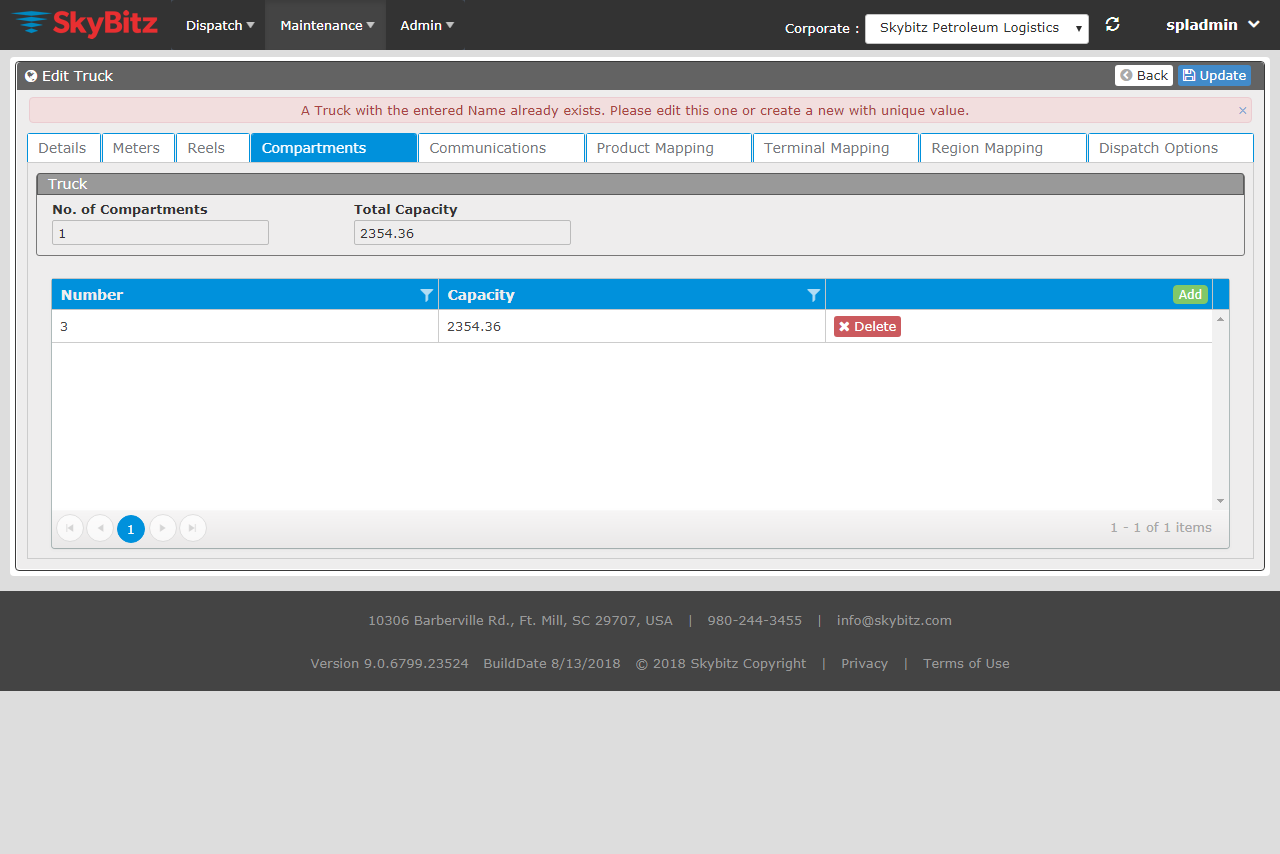 SkyBitz Dispatch Maintenance Admin Corporate : Skybitz Petroleum Logistics spladmin
Edit Truck Back Update
A Truck with the entered Name already exists. Please edit this one or create a new with unique value. ×
Details Meters Reels Compartments Communications Product Mapping Terminal Mapping Region Mapping Dispatch Options
Truck
No. of Compartments Total Capacity
1 2354.36
Number Capacity Add
3 2354.36 Delete
1 1 - 1 of 1 items
10306 Barberville Rd., Ft. Mill, SC 29707, USA | 980-244-3455 | info@skybitz.com
Version 9.0.6799.23524 BuildDate 8/13/2018 © 2018 Skybitz Copyright | Privacy | Terms of Use